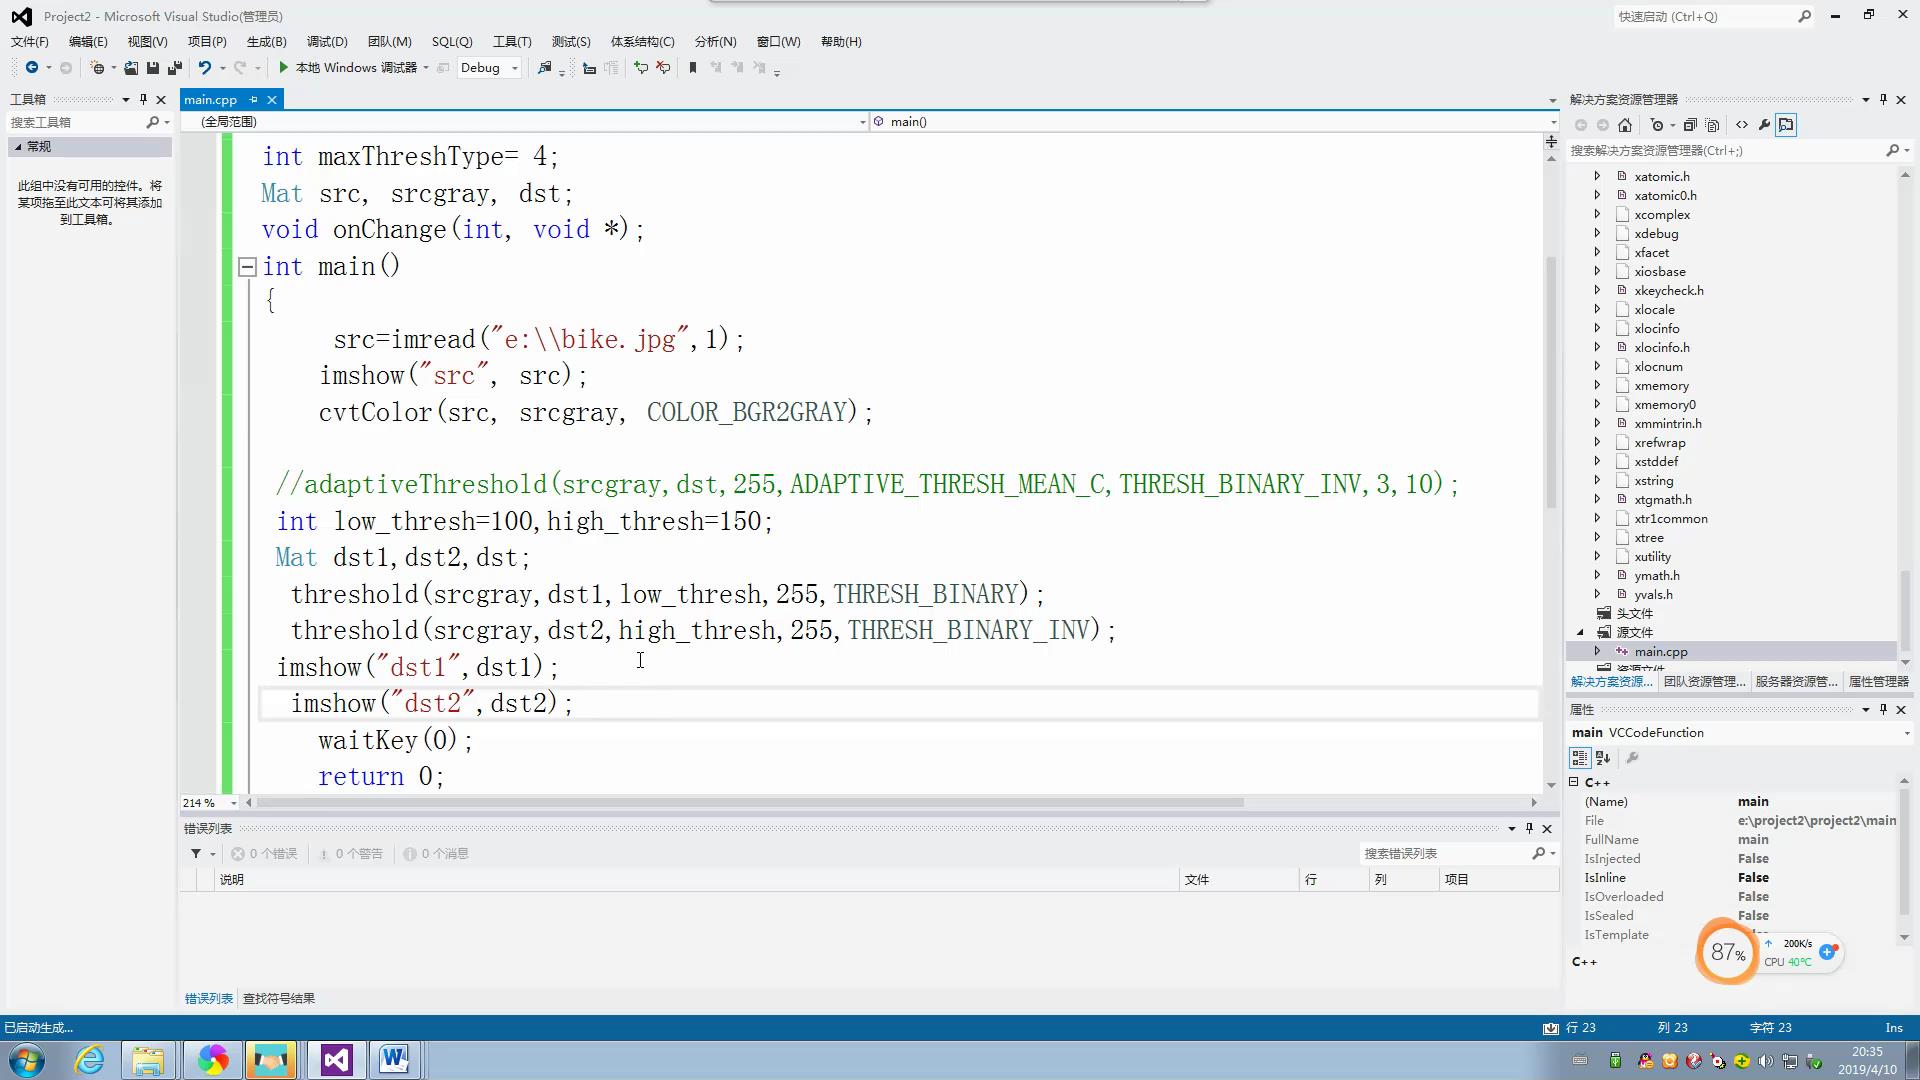 Project2 - Microsoft Visual Studio(管理员)
快速启动 (Ctrl+Q)
文件(F) 编辑(E) 视图(V) 项目(P) 生成(B) 调试(D) 团队(M) SQL(Q) 工具(T) 测试(S) 体系结构(C) 分析(N) 窗口(W) 帮助(H)
本地 Windows 调试器 Debug
工具箱
搜索工具箱
常规
此组中没有可用的控件。将
某项拖至此文本可将其添加
到工具箱。
main.cpp
(全局范围) main()
int maxThreshType= 4;
Mat src, srcgray, dst;
void onChange(int, void *);
int main()
{
src=imread("e:\\bike.jpg",1);
imshow("src", src);
cvtColor(src, srcgray, COLOR_BGR2GRAY);
//adaptiveThreshold(srcgray,dst,255,ADAPTIVE_THRESH_MEAN_C,THRESH_BINARY_INV,3,10);
int low_thresh=100,high_thresh=150;
Mat dst1,dst2,dst;
threshold(srcgray,dst1,low_thresh,255,THRESH_BINARY);
threshold(srcgray,dst2,high_thresh,255,THRESH_BINARY_INV);
imshow("dst1",dst1);
imshow("dst2",dst2);
waitKey(0);
return 0;
214 %
错误列表
0 个错误 0 个警告 0 个消息
搜索错误列表
说明 文件 行 列 项目
错误列表 查找符号结果
解决方案资源管理器
搜索解决方案资源管理器(Ctrl+;)
xatomic.h
xatomic0.h
xcomplex
xdebug
xfacet
xiosbase
xkeycheck.h
xlocale
xlocinfo
xlocinfo.h
xlocnum
xmemory
xmemory0
xmmintrin.h
xrefwrap
xstddef
xstring
xtgmath.h
xtr1common
xtree
xutility
ymath.h
yvals.h
头文件
源文件
main.cpp
资源文件
解决方案资源... 团队资源管理... 服务器资源管... 属性管理器
属性
main VCCodeFunction
C++
(Name) main
File e:\project2\project2\main
FullName main
IsInjected False
IsInline False
IsOverloaded False
IsSealed False
IsTemplate
C++
87%
200K/s
CPU 40℃
已启动生成...
行 23 列 23 字符 23 Ins
20:35
2019/4/10